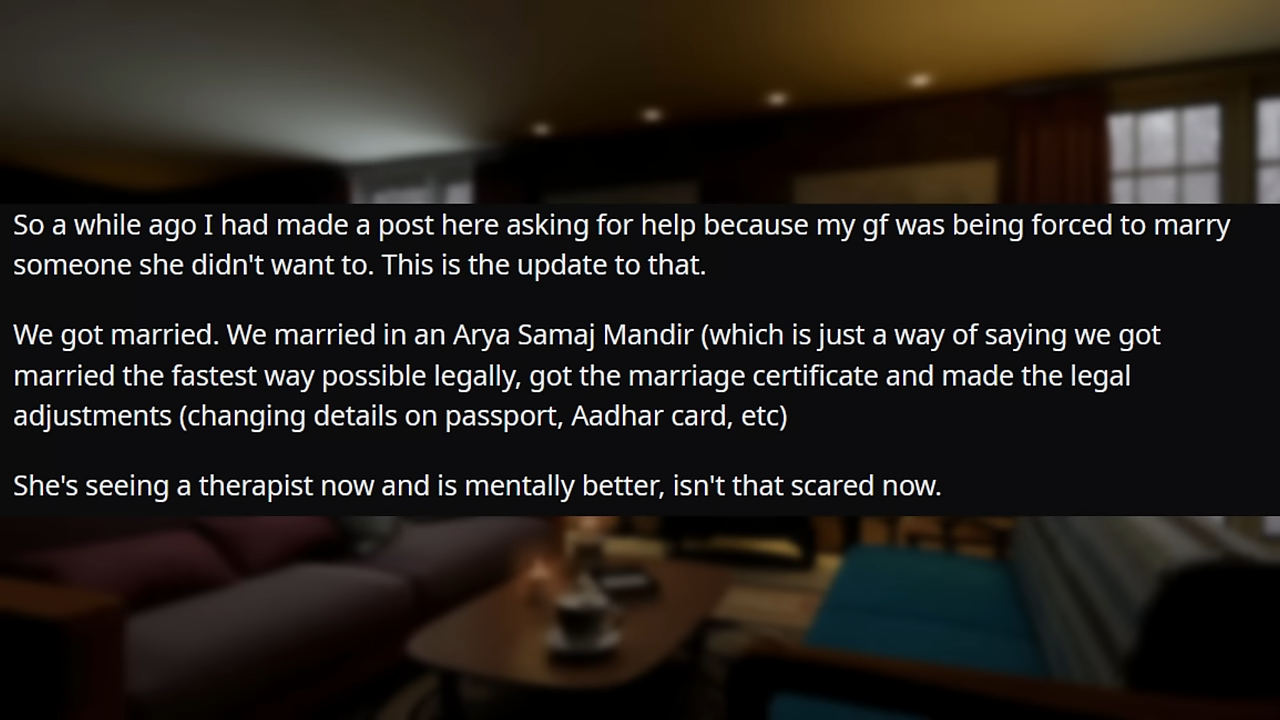 So a while ago I had made a post here asking for help because my gf was being forced to marry
someone she didn't want to. This is the update to that.
We got married. We married in an Arya Samaj Mandir (which is just a way of saying we got
married the fastest way possible legally, got the marriage certificate and made the legal
adjustments (changing details on passport, Aadhar card, etc)
She's seeing a therapist now and is mentally better, isn't that scared now.